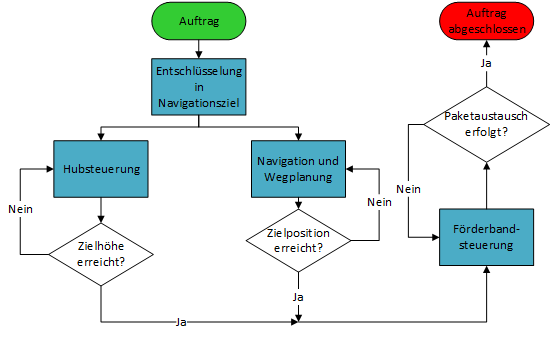 Auftrag
Entschlüsselung
in
Navigationsziel
Hubsteuerung
Nein
Zielhöhe
erreicht?
Ja
Navigation und
Wegplanung
Nein
Zielposition
erreicht?
Ja
Förderband-
steuerung
Nein
Paketaustausch
erfolgt?
Ja
Auftrag
abgeschlossen